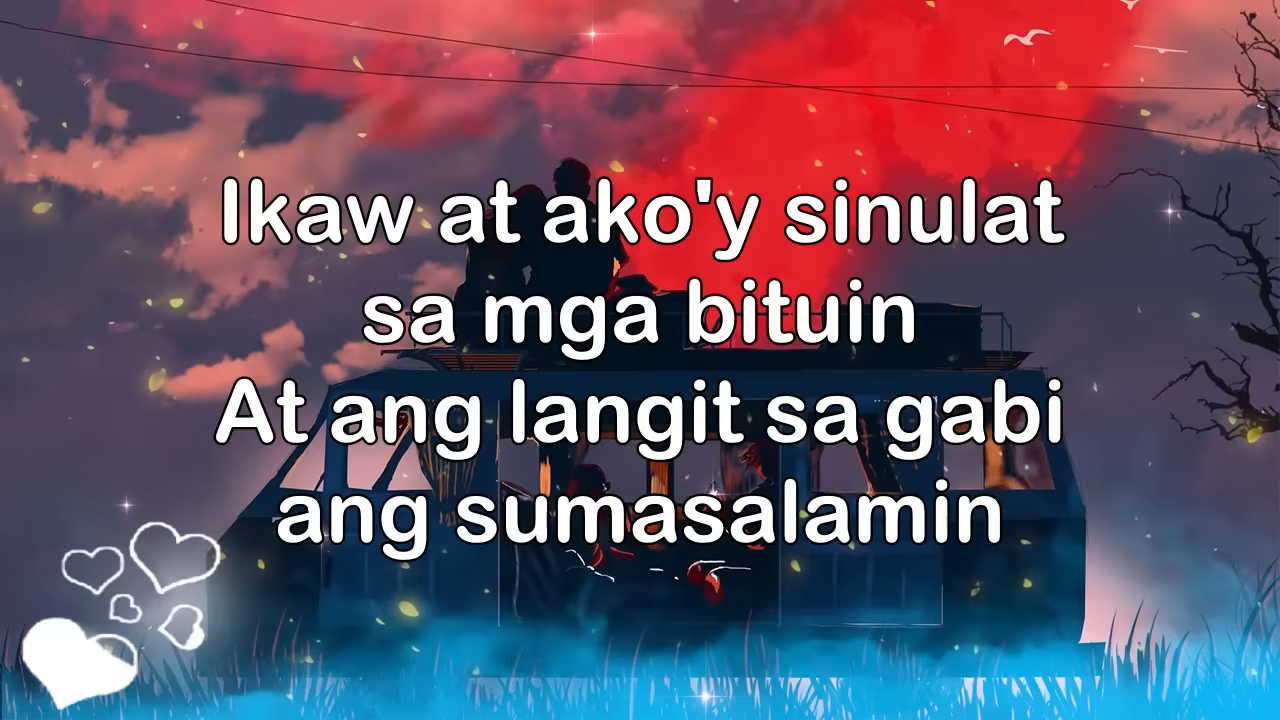 Ikaw at ako'y sinulat
sa mga bituin
At ang langit sa gabi
ang sumasalamin